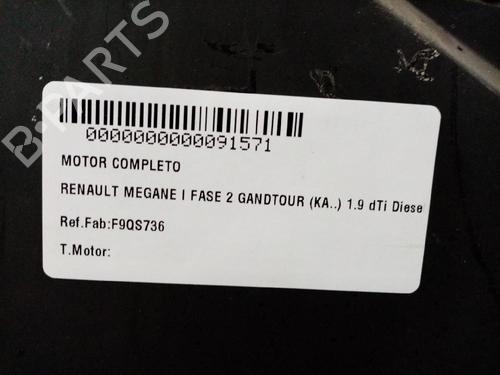 B-PARTS
0000000000091571
MOTOR COMPLETO
RENAULT MEGANE I FASE 2 GANDTOUR (KA..) 1.9 dTi Diese
Ref.Fab:F9QS736
T.Motor: